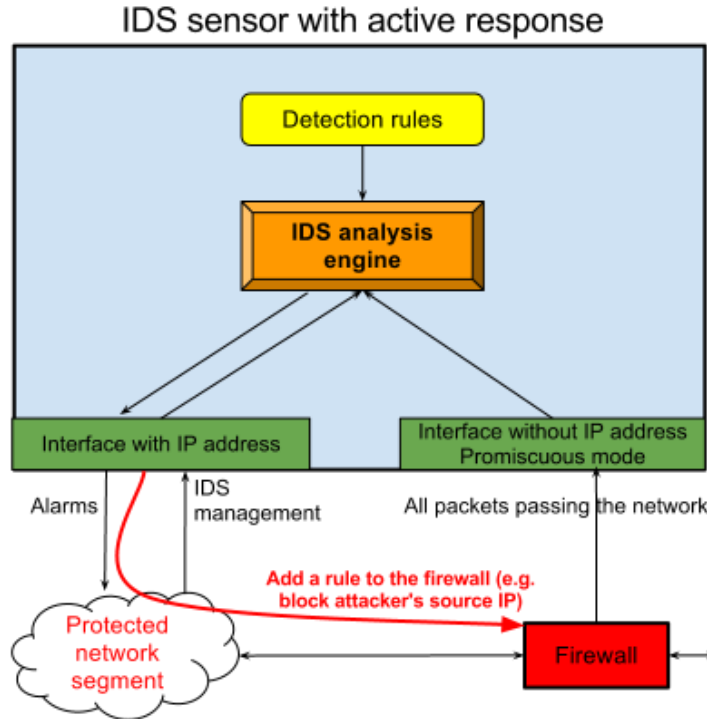 IDS sensor with active response
Detection rules
IDS analysis
engine
Interface with IP address
Interface without IP address
Promiscuous mode
Alarms
IDS
management
All packets passing the network
Add a rule to the firewall (e.g.
block attacker's source IP)
Protected
network
segment
Firewall